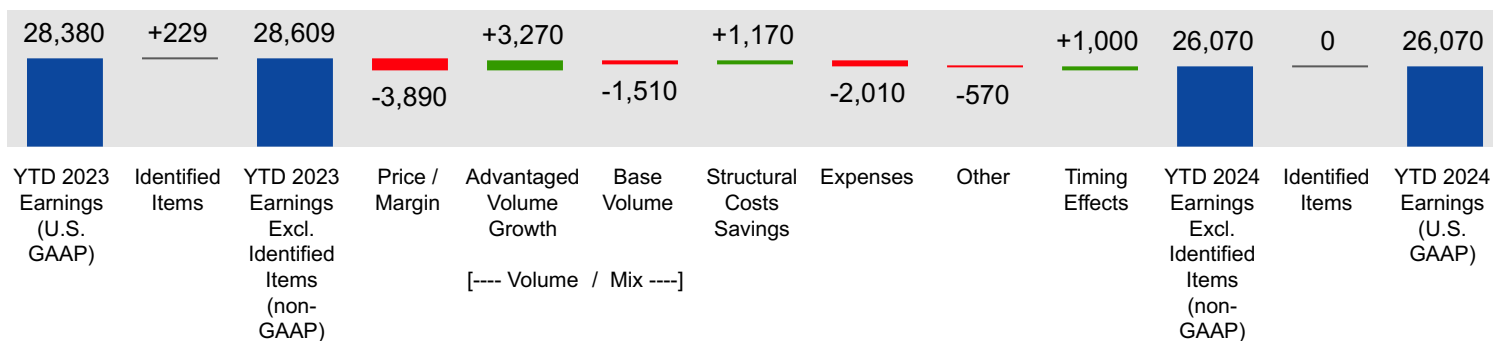 28,380
+229
28,609
+3,270
+1,170
+1,000
26,070
0
26,070
-3,890
-1,510
-2,010
-570
YTD 2023
Earnings
(U.S.
GAAP)
Identified
Items
YTD 2023
Earnings
Excl.
Identified
Items
(non-
GAAP)
Price /
Margin
Advantaged
Volume
Growth
Base
Volume
[---- Volume / Mix ----]
Structural
Costs
Savings
Expenses
Other
Timing
Effects
YTD 2024
Earnings
Excl.
Identified
Items
(non-
GAAP)
Identified
Items
YTD 2024
Earnings
(U.S.
GAAP)